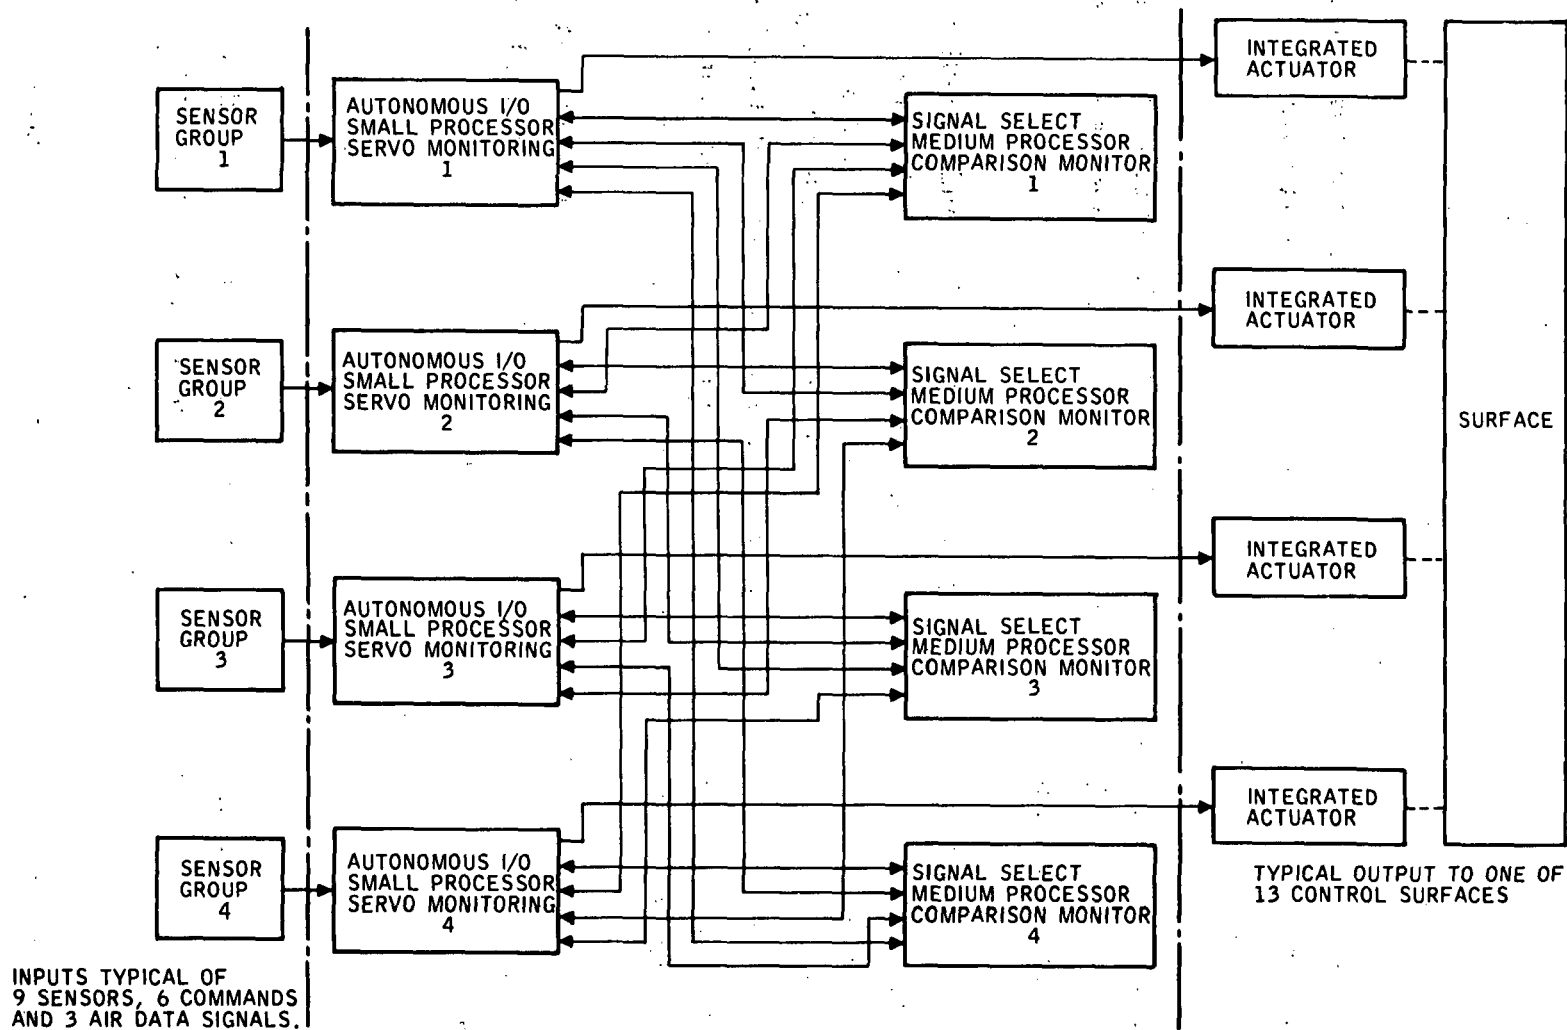 SENSOR
GROUP
1
AUTONOMOUS I/O
SMALL PROCESSOR
SERVO MONITORING
1
SIGNAL SELECT
MEDIUM PROCESSOR
COMPARISON MONITOR
1
INTEGRATED
ACTUATOR
SENSOR
GROUP
2
AUTONOMOUS I/O
SMALL PROCESSOR
SERVO MONITORING
2
SIGNAL SELECT
MEDIUM PROCESSOR
COMPARISON MONITOR
2
INTEGRATED
ACTUATOR
SURFACE
SENSOR
GROUP
3
AUTONOMOUS I/O
SMALL PROCESSOR
SERVO MONITORING
3
SIGNAL SELECT
MEDIUM PROCESSOR
COMPARISON MONITOR
3
INTEGRATED
ACTUATOR
SENSOR
GROUP
4
AUTONOMOUS I/O
SMALL PROCESSOR
SERVO MONITORING
4
SIGNAL SELECT
MEDIUM PROCESSOR
COMPARISON MONITOR
4
INTEGRATED
ACTUATOR
TYPICAL OUTPUT TO ONE OF
13 CONTROL SURFACES
INPUTS TYPICAL OF
9 SENSORS, 6 COMMANDS
AND 3 AIR DATA SIGNALS.